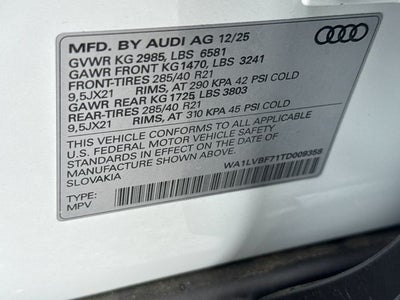 MFD. BY AUDI AG 12/25
GVWR KG 2985, LBS 6581
GAWR FRONT KG 1470, LBS 3241
FRONT-TIRES 285/40 R21
9,5JX21 RIMS, AT 290 KPA 42 PSI COLD
GAWR REAR KG 1725 LBS 3803
REAR-TIRES 285/40 R21
9,5JX21 RIMS, AT 310 KPA 45 PSI COLD
THIS VEHICLE CONFORMS TO ALL APPLICABLE
U.S. FEDERAL MOTOR VEHICLE SAFETY
STANDARDS IN EFFECT ON THE DATE OF
MANUFACTURE SHOWN ABOVE.
SLOVAKIA
WA1LVBF71TD009358
TYPE:
MPV